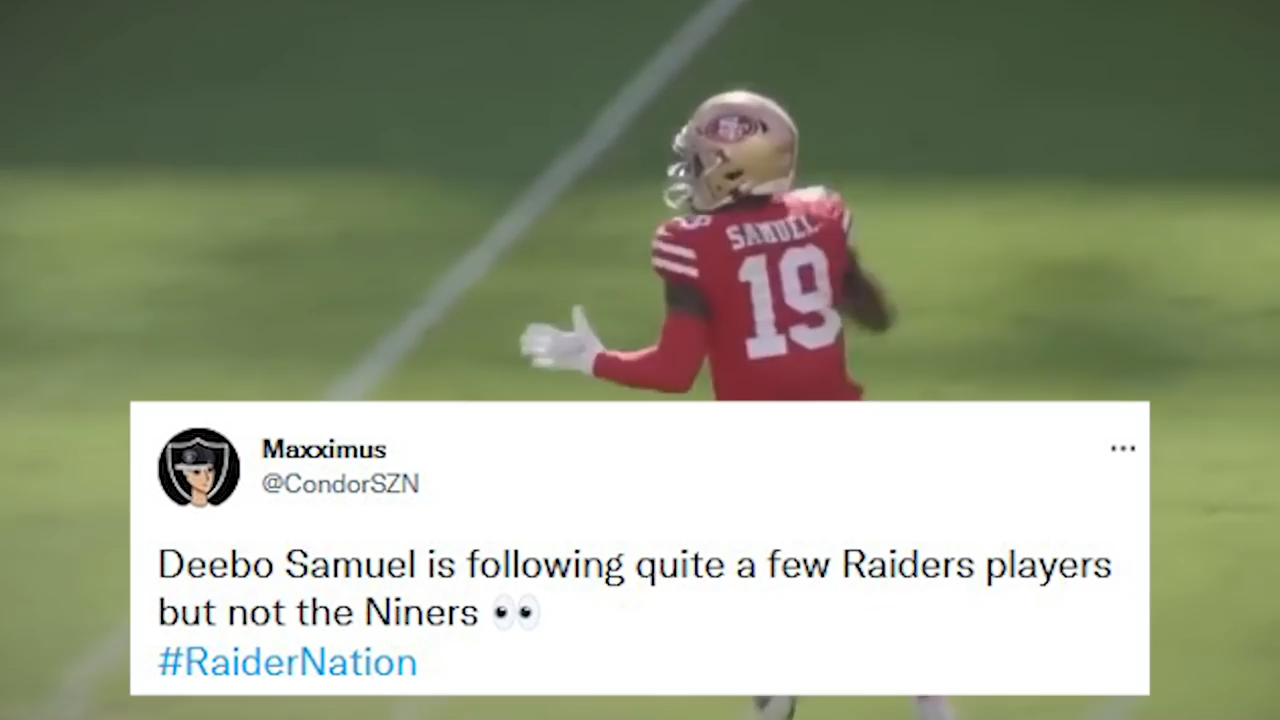 SAMUEL
19
Maxximus
@CondorSZN
Deebo Samuel is following quite a few Raiders players
but not the Niners 👀
#RaiderNation